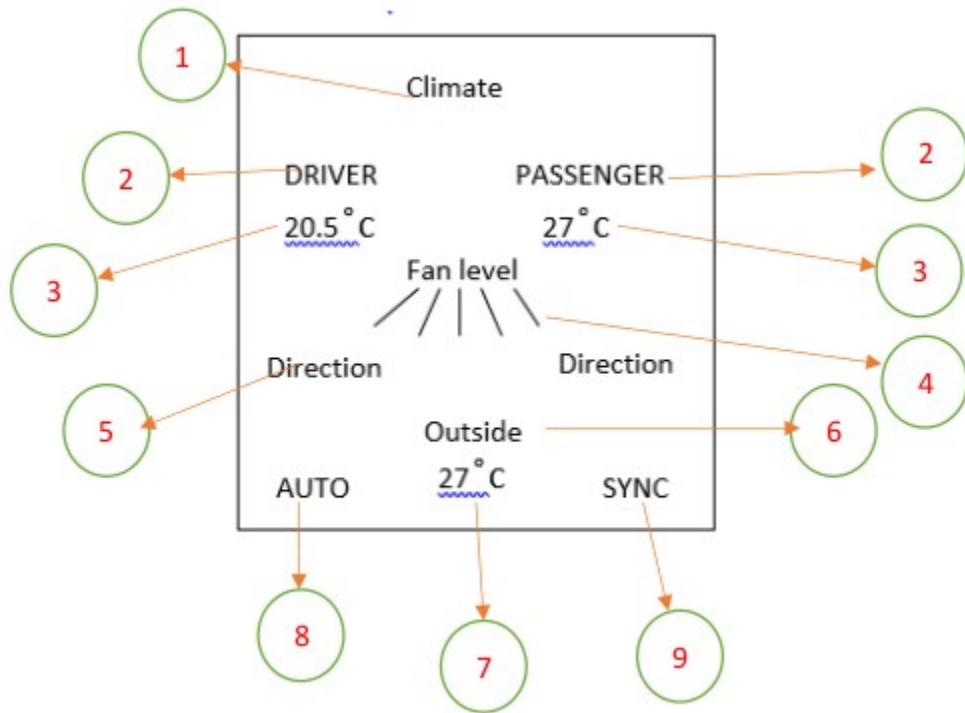 1
Climate
2
DRIVER
PASSENGER
2
20.5°C
27°C
3
3
Fan level
Direction
Direction
4
5
Outside
6
AUTO
27°C
SYNC
8
7
9